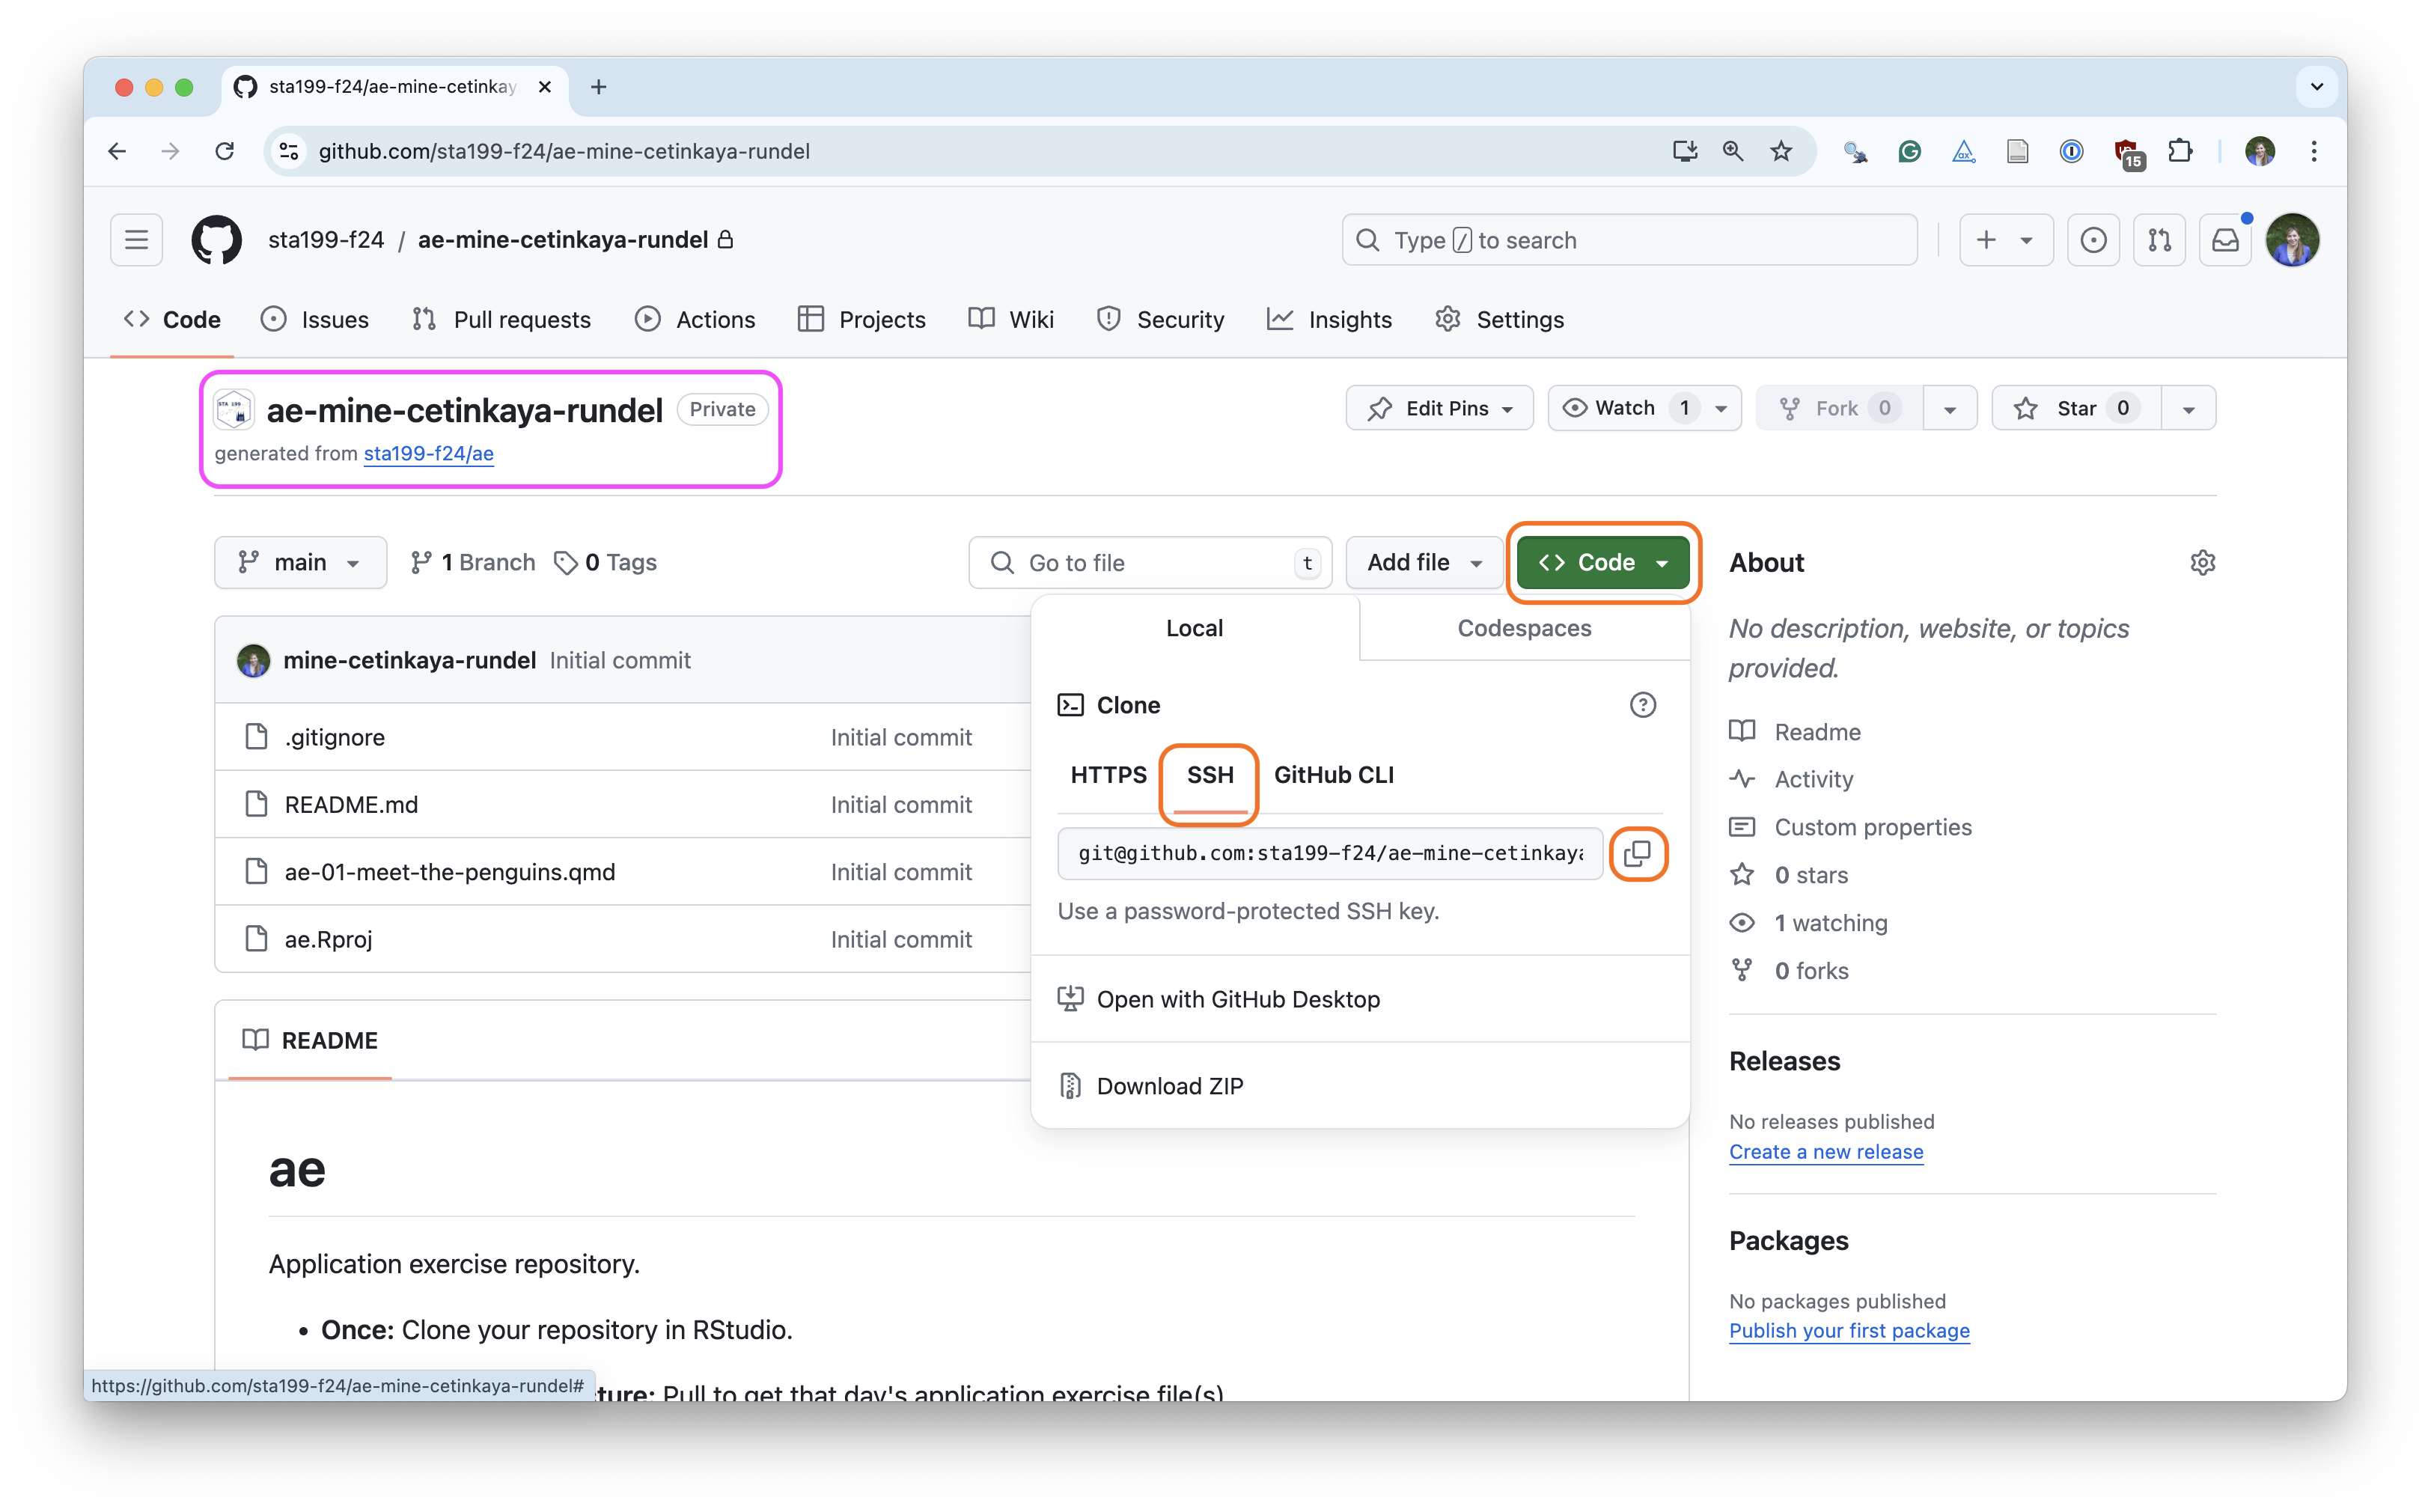 sta199-f24/ae-mine-cetinkay
github.com/sta199-f24/ae-mine-cetinkaya-rundel
15
sta199-f24 / ae-mine-cetinkaya-rundel
Type / to search
Code Issues Pull requests Actions Projects Wiki Security Insights Settings
ae-mine-cetinkaya-rundel Private
Edit Pins Watch 1 Fork 0 Star 0
generated from sta199-f24/ae
main 1 Branch 0 Tags
Go to file t Add file Code
About
Local Codespaces
No description, website, or topics
provided.
mine-cetinkaya-rundel Initial commit
Clone
.gitignore Initial commit
Readme
HTTPS SSH GitHub CLI
Activity
README.md Initial commit
Custom properties
git@github.com:sta199-f24/ae-mine-cetinkaya
ae-01-meet-the-penguins.qmd Initial commit
0 stars
Use a password-protected SSH key.
1 watching
ae.Rproj Initial commit
0 forks
Open with GitHub Desktop
README
Releases
Download ZIP
No releases published
Create a new release
ae
Packages
Application exercise repository.
No packages published
• Once: Clone your repository in RStudio.
Publish your first package
https://github.com/sta199-f24/ae-mine-cetinkaya-rundel#
ture: Pull to get that day's application exercise file(s)